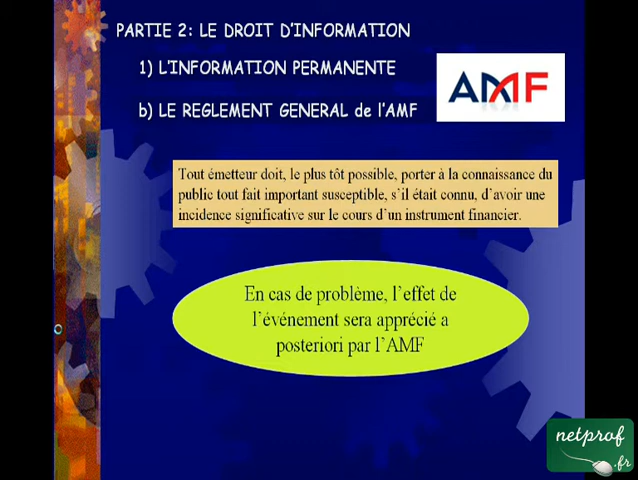 PARTIE 2: LE DROIT D'INFORMATION
1) L'INFORMATION PERMANENTE
b) LE REGLEMENT GENERAL de l'AMF
AMF
Tout émetteur doit, le plus tôt possible, porter à la connaissance du
public tout fait important susceptible, s'il était connu, d'avoir une
incidence significative sur le cours d'un instrument financier.
En cas de problème, l'effet de
l'événement sera apprécié a
posteriori par l'AMF
netprof
.fr